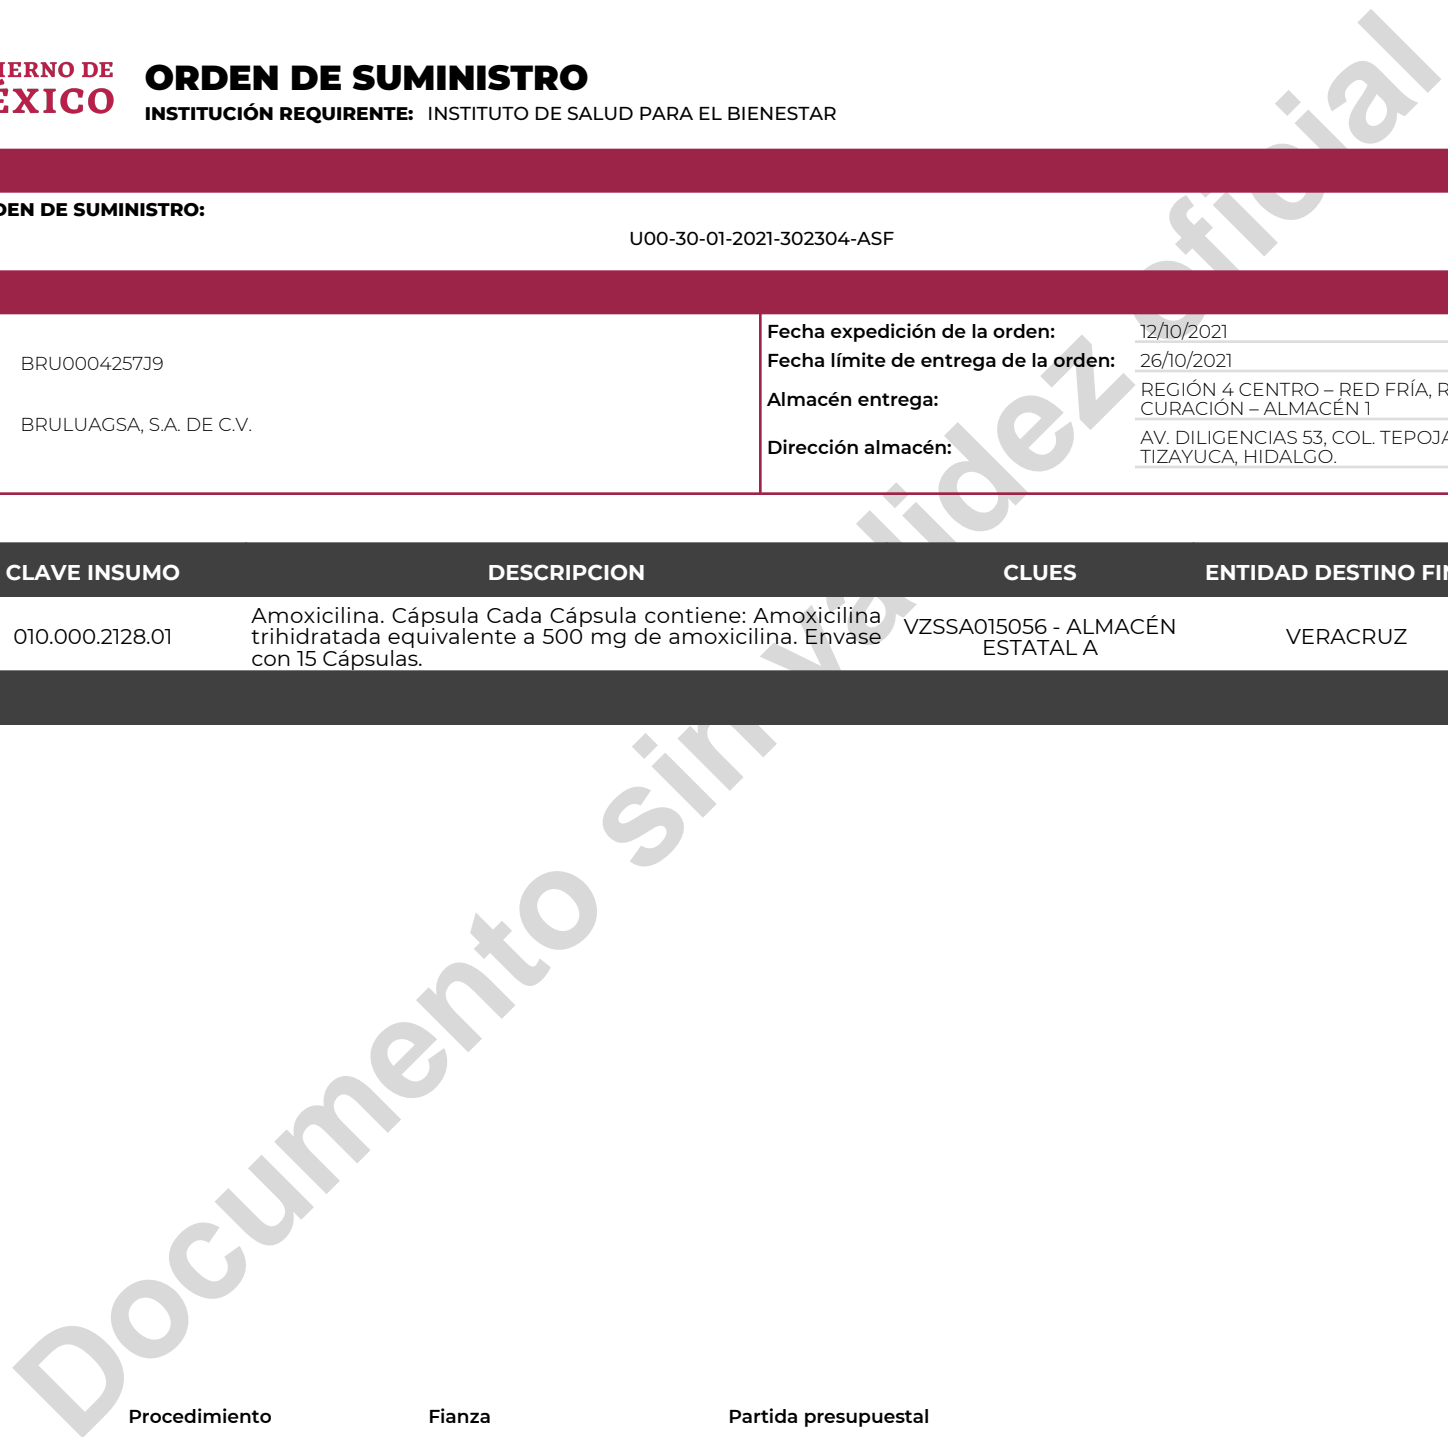 IERNO DE
ÉXICO
ORDEN DE SUMINISTRO
INSTITUCIÓN REQUIRENTE: INSTITUTO DE SALUD PARA EL BIENESTAR
DEN DE SUMINISTRO:
U00-30-01-2021-302304-ASF
BRU0004257J9
BRULUAGSA, S.A. DE C.V.
Fecha expedición de la orden: 12/10/2021
Fecha límite de entrega de la orden: 26/10/2021
Almacén entrega: REGIÓN 4 CENTRO – RED FRÍA, R
CURACIÓN – ALMACÉN 1
Dirección almacén: AV. DILIGENCIAS 53, COL. TEPOJA
TIZAYUCA, HIDALGO.
CLAVE INSUMO DESCRIPCION CLUES ENTIDAD DESTINO FIN
010.000.2128.01
Amoxicilina. Cápsula Cada Cápsula contiene: Amoxicilina
trihidratada equivalente a 500 mg de amoxicilina. Envase
con 15 Cápsulas.
VZSSA015056 - ALMACÉN
ESTATAL A
VERACRUZ
Documento sin validez oficial
Procedimiento Fianza Partida presupuestal